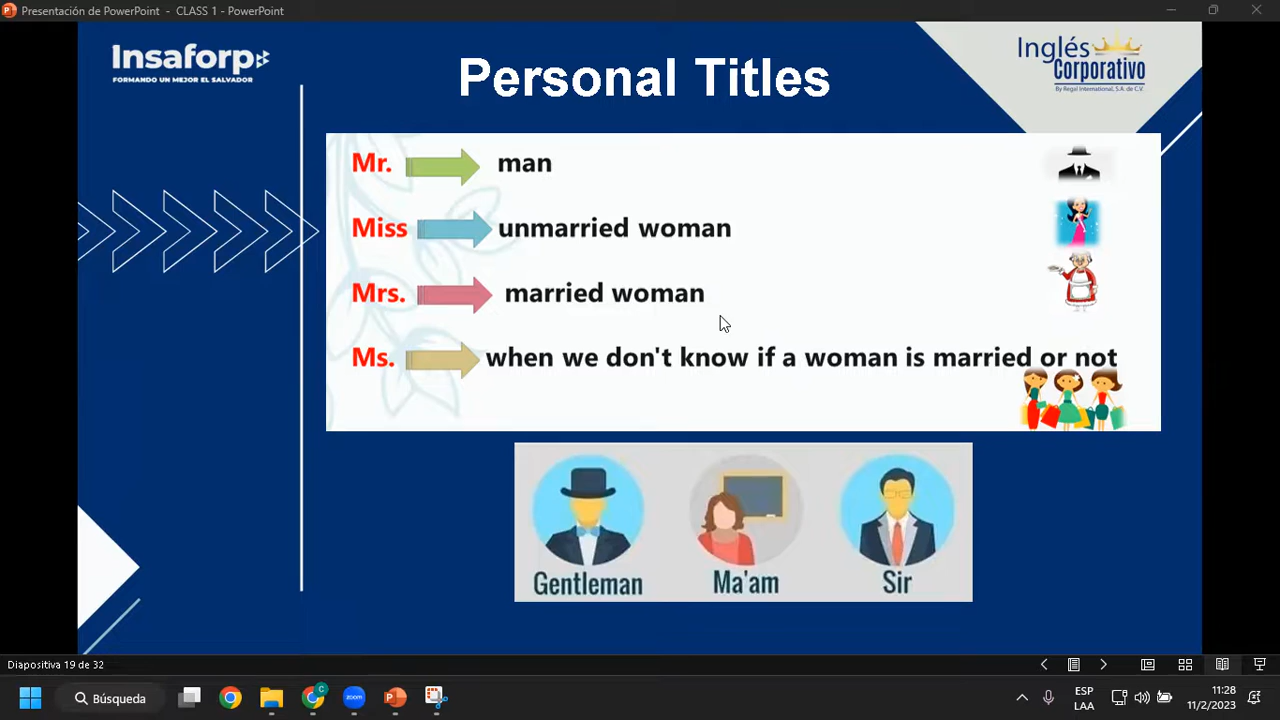 Presentación de PowerPoint - CLASS 1 - PowerPoint
Insaforp
FORMANDO UN MEJOR EL SALVADOR
Personal Titles
Inglés
Corporativo
By Regal International, S.A. de C.V.
Mr. man
Miss unmarried woman
Mrs. married woman
Ms. when we don't know if a woman is married or not
Gentleman Ma'am Sir
Diapositiva 19 de 32
Búsqueda
C
zoom
ESP
LAA
11:28
11/2/2023